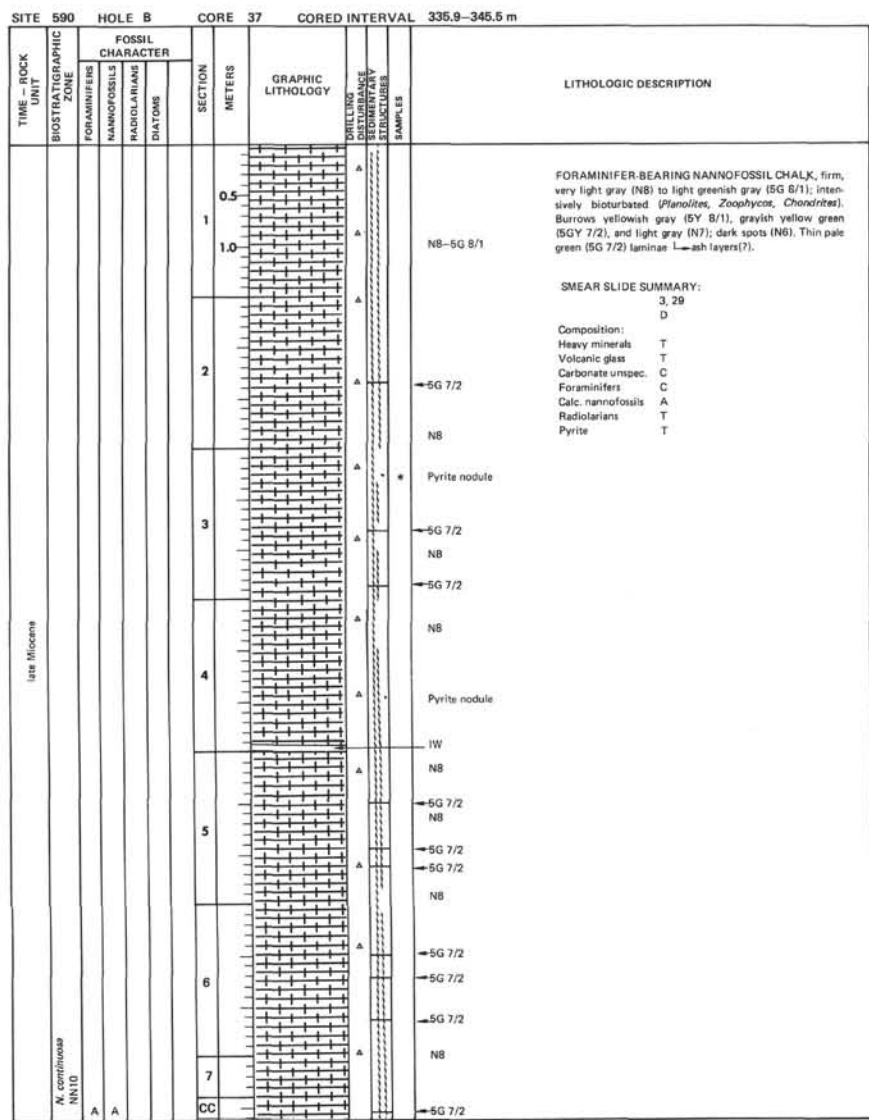 SITE 590 HOLE B CORE 37 CORED INTERVAL 335.9–345.5 m
TIME – ROCK UNIT
BIOSTRATIGRAPHIC ZONE
FOSSIL CHARACTER
FORAMINIFERS
NANNOFOSSILS
RADIOLARIANS
DIATOMS
SECTION
METERS
GRAPHIC LITHOLOGY
DRILLING DISTURBANCE
SEDIMENTARY STRUCTURES
SAMPLES
LITHOLOGIC DESCRIPTION
late Miocene
N. continuosa
NN10
A A
1
0.5
1.0
2
3
4
5
6
7
CC
N8–5G 8/1
5G 7/2
N8
*
Pyrite nodule
5G 7/2
N8
5G 7/2
N8
Pyrite nodule
IW
N8
5G 7/2
N8
5G 7/2
5G 7/2
N8
5G 7/2
5G 7/2
5G 7/2
N8
5G 7/2
FORAMINIFER-BEARING NANNOFOSSIL CHALK, firm,
very light gray (N8) to light greenish gray (5G 8/1); inten-
sively bioturbated (Planolites, Zoophycos, Chondrites).
Burrows yellowish gray (5Y 8/1), grayish yellow green
(5GY 7/2), and light gray (N7); dark spots (N6). Thin pale
green (5G 7/2) laminae ash layers(?).
SMEAR SLIDE SUMMARY:
3, 29
D
Composition:
Heavy minerals T
Volcanic glass T
Carbonate unspec. C
Foraminifers C
Calc. nannofossils A
Radiolarians T
Pyrite T